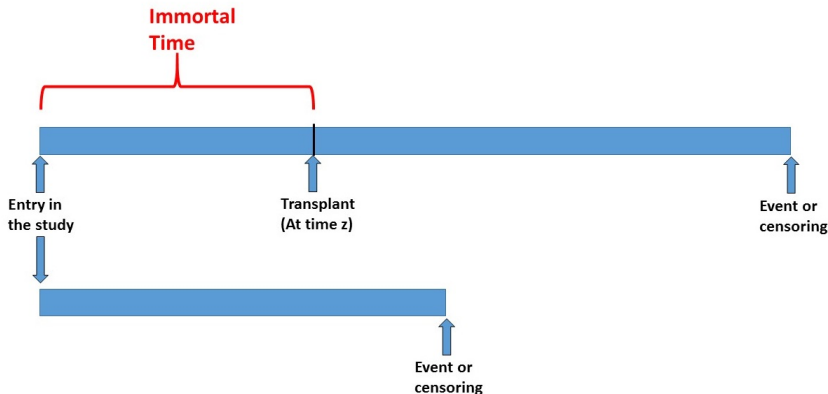 Immortal
Time
Entry in
the study
Transplant
(At time z)
Event or
censoring
Event or
censoring